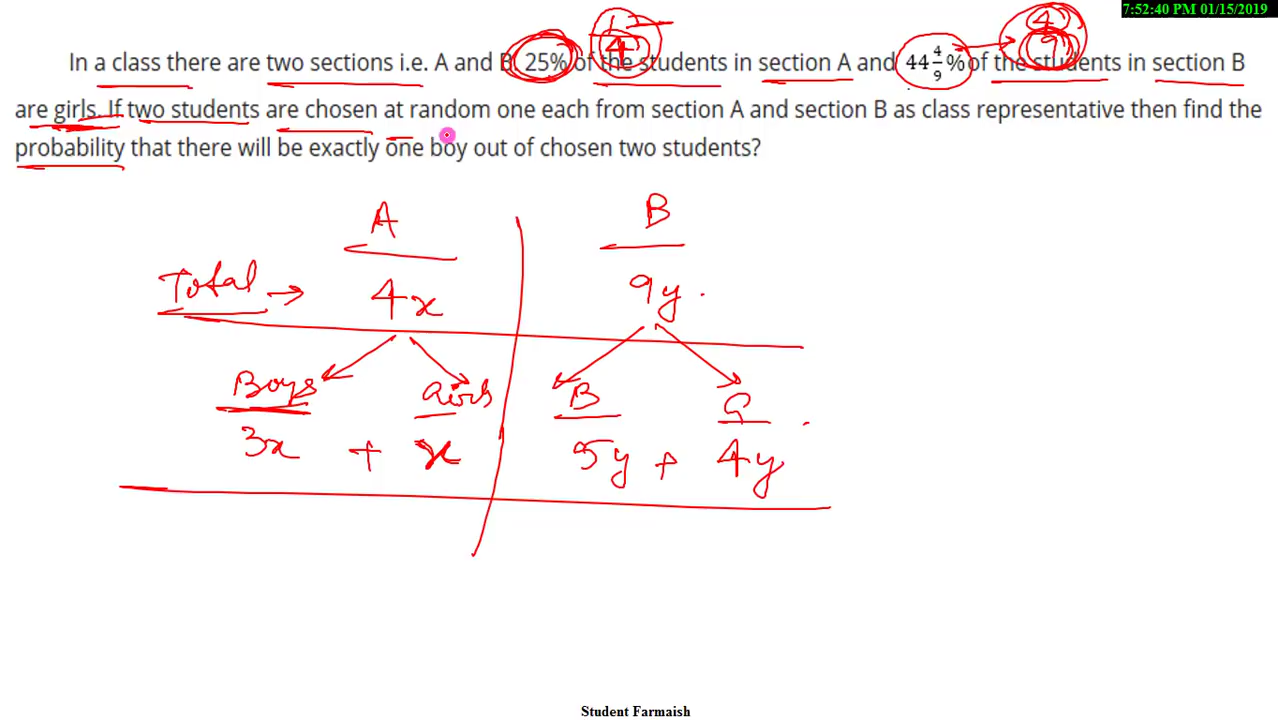 7:52:40 PM 01/15/2019
1/4
4/9
In a class there are two sections i.e. A and B 25% of the students in section A and 44 4/9 % of the students in section B
are girls. If two students are chosen at random one each from section A and section B as class representative then find the
probability that there will be exactly one boy out of chosen two students?
A B
Total → 4x 9y.
Boys Girls B G
3x + x 5y + 4y
Student Farmaish